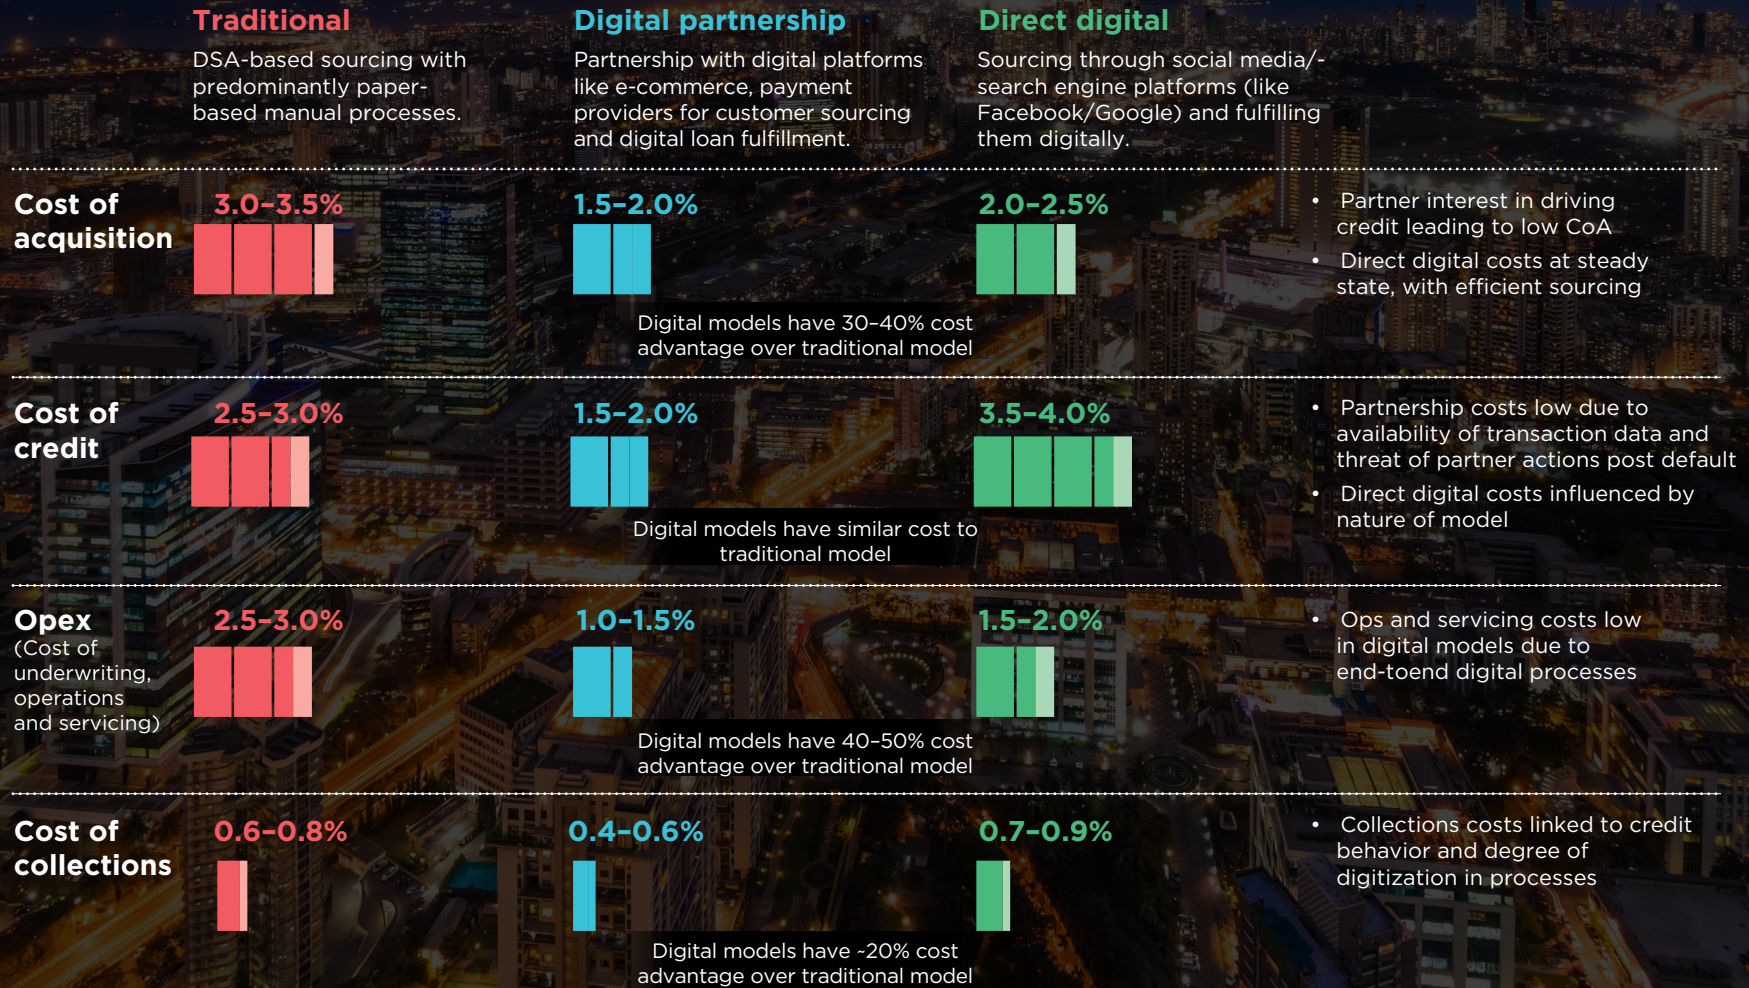 Traditional
DSA-based sourcing with
predominantly paper-
based manual processes.
Digital partnership
Partnership with digital platforms
like e-commerce, payment
providers for customer sourcing
and digital loan fulfillment.
Direct digital
Sourcing through social media/-
search engine platforms (like
Facebook/Google) and fulfilling
them digitally.
Cost of
acquisition
3.0–3.5%
1.5–2.0%
2.0–2.5%
• Partner interest in driving
credit leading to low CoA
• Direct digital costs at steady
state, with efficient sourcing
Digital models have 30–40% cost
advantage over traditional model
Cost of
credit
2.5–3.0%
1.5–2.0%
3.5–4.0%
• Partnership costs low due to
availability of transaction data and
threat of partner actions post default
• Direct digital costs influenced by
nature of model
Digital models have similar cost to
traditional model
Opex
(Cost of
underwriting,
operations
and servicing)
2.5–3.0%
1.0–1.5%
1.5–2.0%
• Ops and servicing costs low
in digital models due to
end-toend digital processes
Digital models have 40–50% cost
advantage over traditional model
Cost of
collections
0.6–0.8%
0.4–0.6%
0.7–0.9%
• Collections costs linked to credit
behavior and degree of
digitization in processes
Digital models have ~20% cost
advantage over traditional model